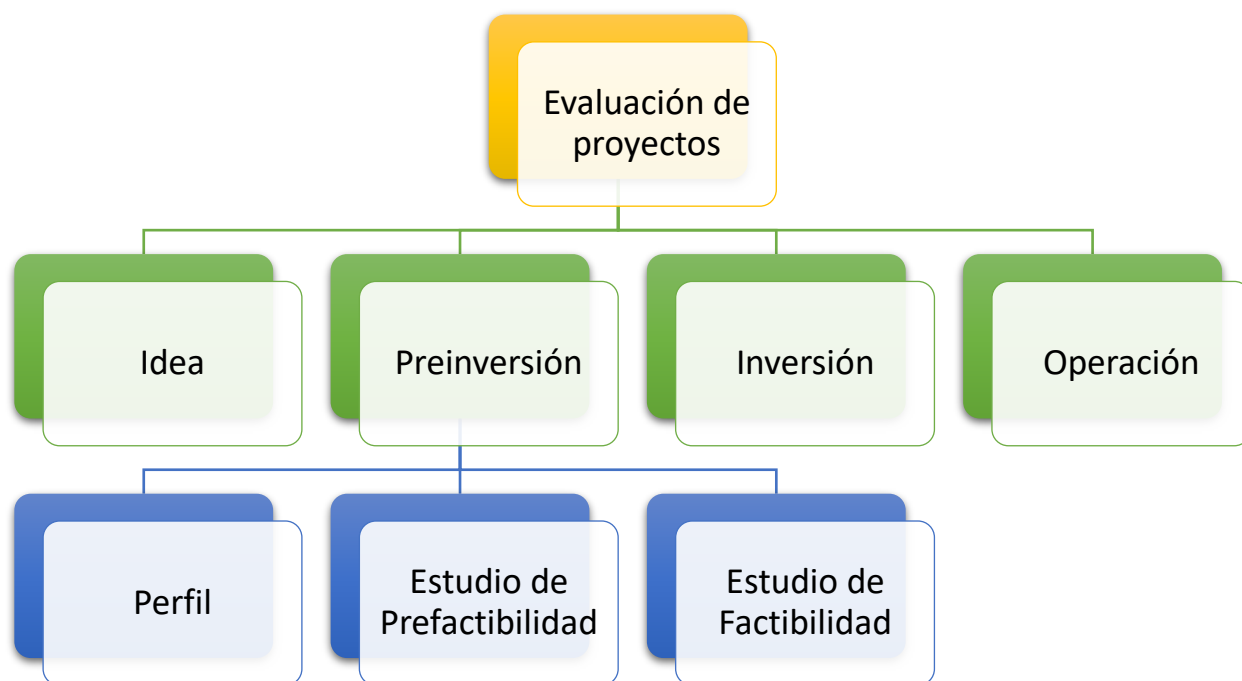 Evaluación de
proyectos
Idea
Preinversión
Inversión
Operación
Perfil
Estudio de
Prefactibilidad
Estudio de
Factibilidad